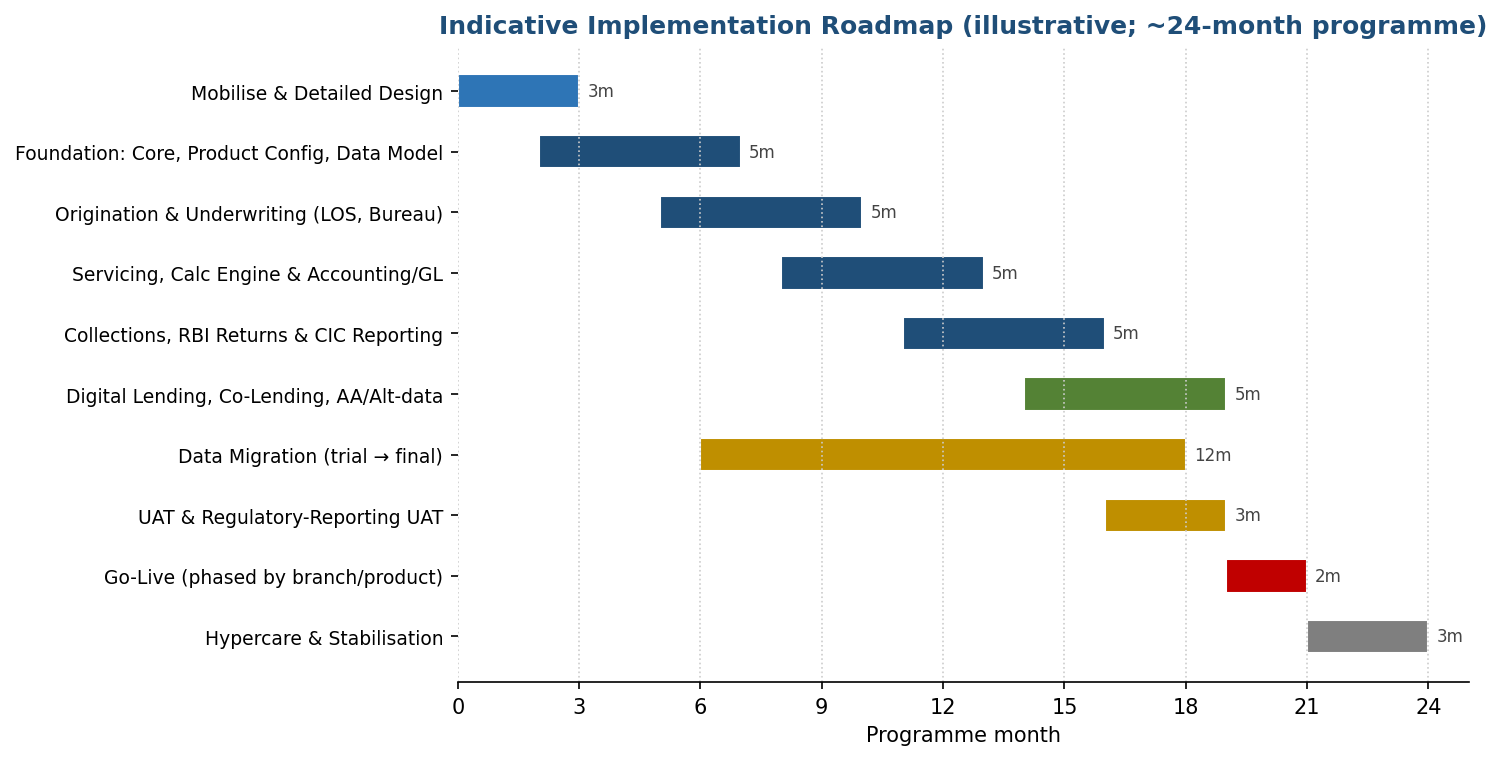 Indicative Implementation Roadmap (illustrative; ~24-month programme)
Mobilise & Detailed Design 3m
Foundation: Core, Product Config, Data Model 5m
Origination & Underwriting (LOS, Bureau) 5m
Servicing, Calc Engine & Accounting/GL 5m
Collections, RBI Returns & CIC Reporting 5m
Digital Lending, Co-Lending, AA/Alt-data 5m
Data Migration (trial → final) 12m
UAT & Regulatory-Reporting UAT 3m
Go-Live (phased by branch/product) 2m
Hypercare & Stabilisation 3m
0 3 6 9 12 15 18 21 24
Programme month